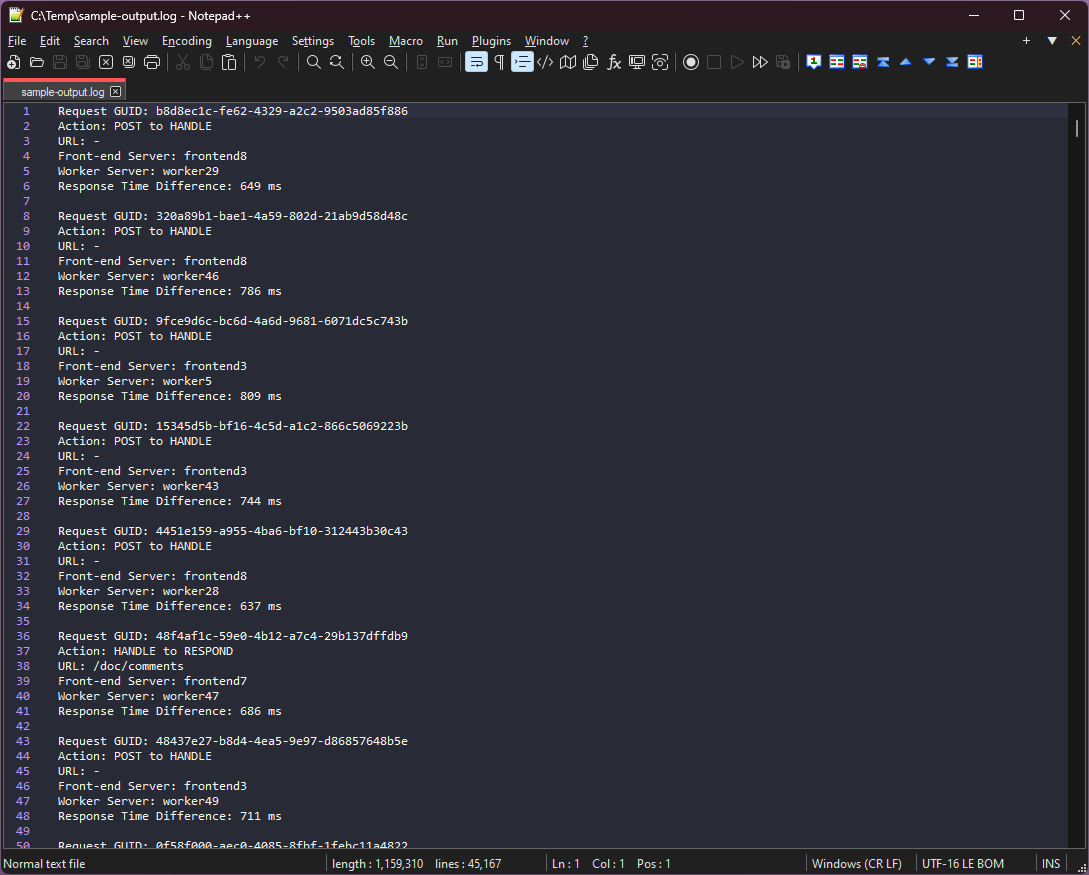 C:\Temp\sample-output.log - Notepad++
File Edit Search View Encoding Language Settings Tools Macro Run Plugins Window ?
sample-output.log
1 Request GUID: b8d8ec1c-fe62-4329-a2c2-9503ad85f886
2 Action: POST to HANDLE
3 URL: -
4 Front-end Server: frontend8
5 Worker Server: worker29
6 Response Time Difference: 649 ms
7
8 Request GUID: 320a89b1-bae1-4a59-802d-21ab9d58d48c
9 Action: POST to HANDLE
10 URL: -
11 Front-end Server: frontend8
12 Worker Server: worker46
13 Response Time Difference: 786 ms
14
15 Request GUID: 9fce9d6c-bc6d-4a6d-9681-6071dc5c743b
16 Action: POST to HANDLE
17 URL: -
18 Front-end Server: frontend3
19 Worker Server: worker5
20 Response Time Difference: 809 ms
21
22 Request GUID: 15345d5b-bf16-4c5d-a1c2-866c5069223b
23 Action: POST to HANDLE
24 URL: -
25 Front-end Server: frontend3
26 Worker Server: worker43
27 Response Time Difference: 744 ms
28
29 Request GUID: 4451e159-a955-4ba6-bf10-312443b30c43
30 Action: POST to HANDLE
31 URL: -
32 Front-end Server: frontend8
33 Worker Server: worker28
34 Response Time Difference: 637 ms
35
36 Request GUID: 48f4af1c-59e0-4b12-a7c4-29b137dffdb9
37 Action: HANDLE to RESPOND
38 URL: /doc/comments
39 Front-end Server: frontend7
40 Worker Server: worker47
41 Response Time Difference: 686 ms
42
43 Request GUID: 48437e27-b8d4-4ea5-9e97-d86857648b5e
44 Action: POST to HANDLE
45 URL: -
46 Front-end Server: frontend3
47 Worker Server: worker49
48 Response Time Difference: 711 ms
49
50 Request GUID: 0f58f000-aec0-4085-8fbf-1febc11a4822
Normal text file length : 1,159,310 lines : 45,167 Ln : 1 Col : 1 Pos : 1 Windows (CR LF) UTF-16 LE BOM INS